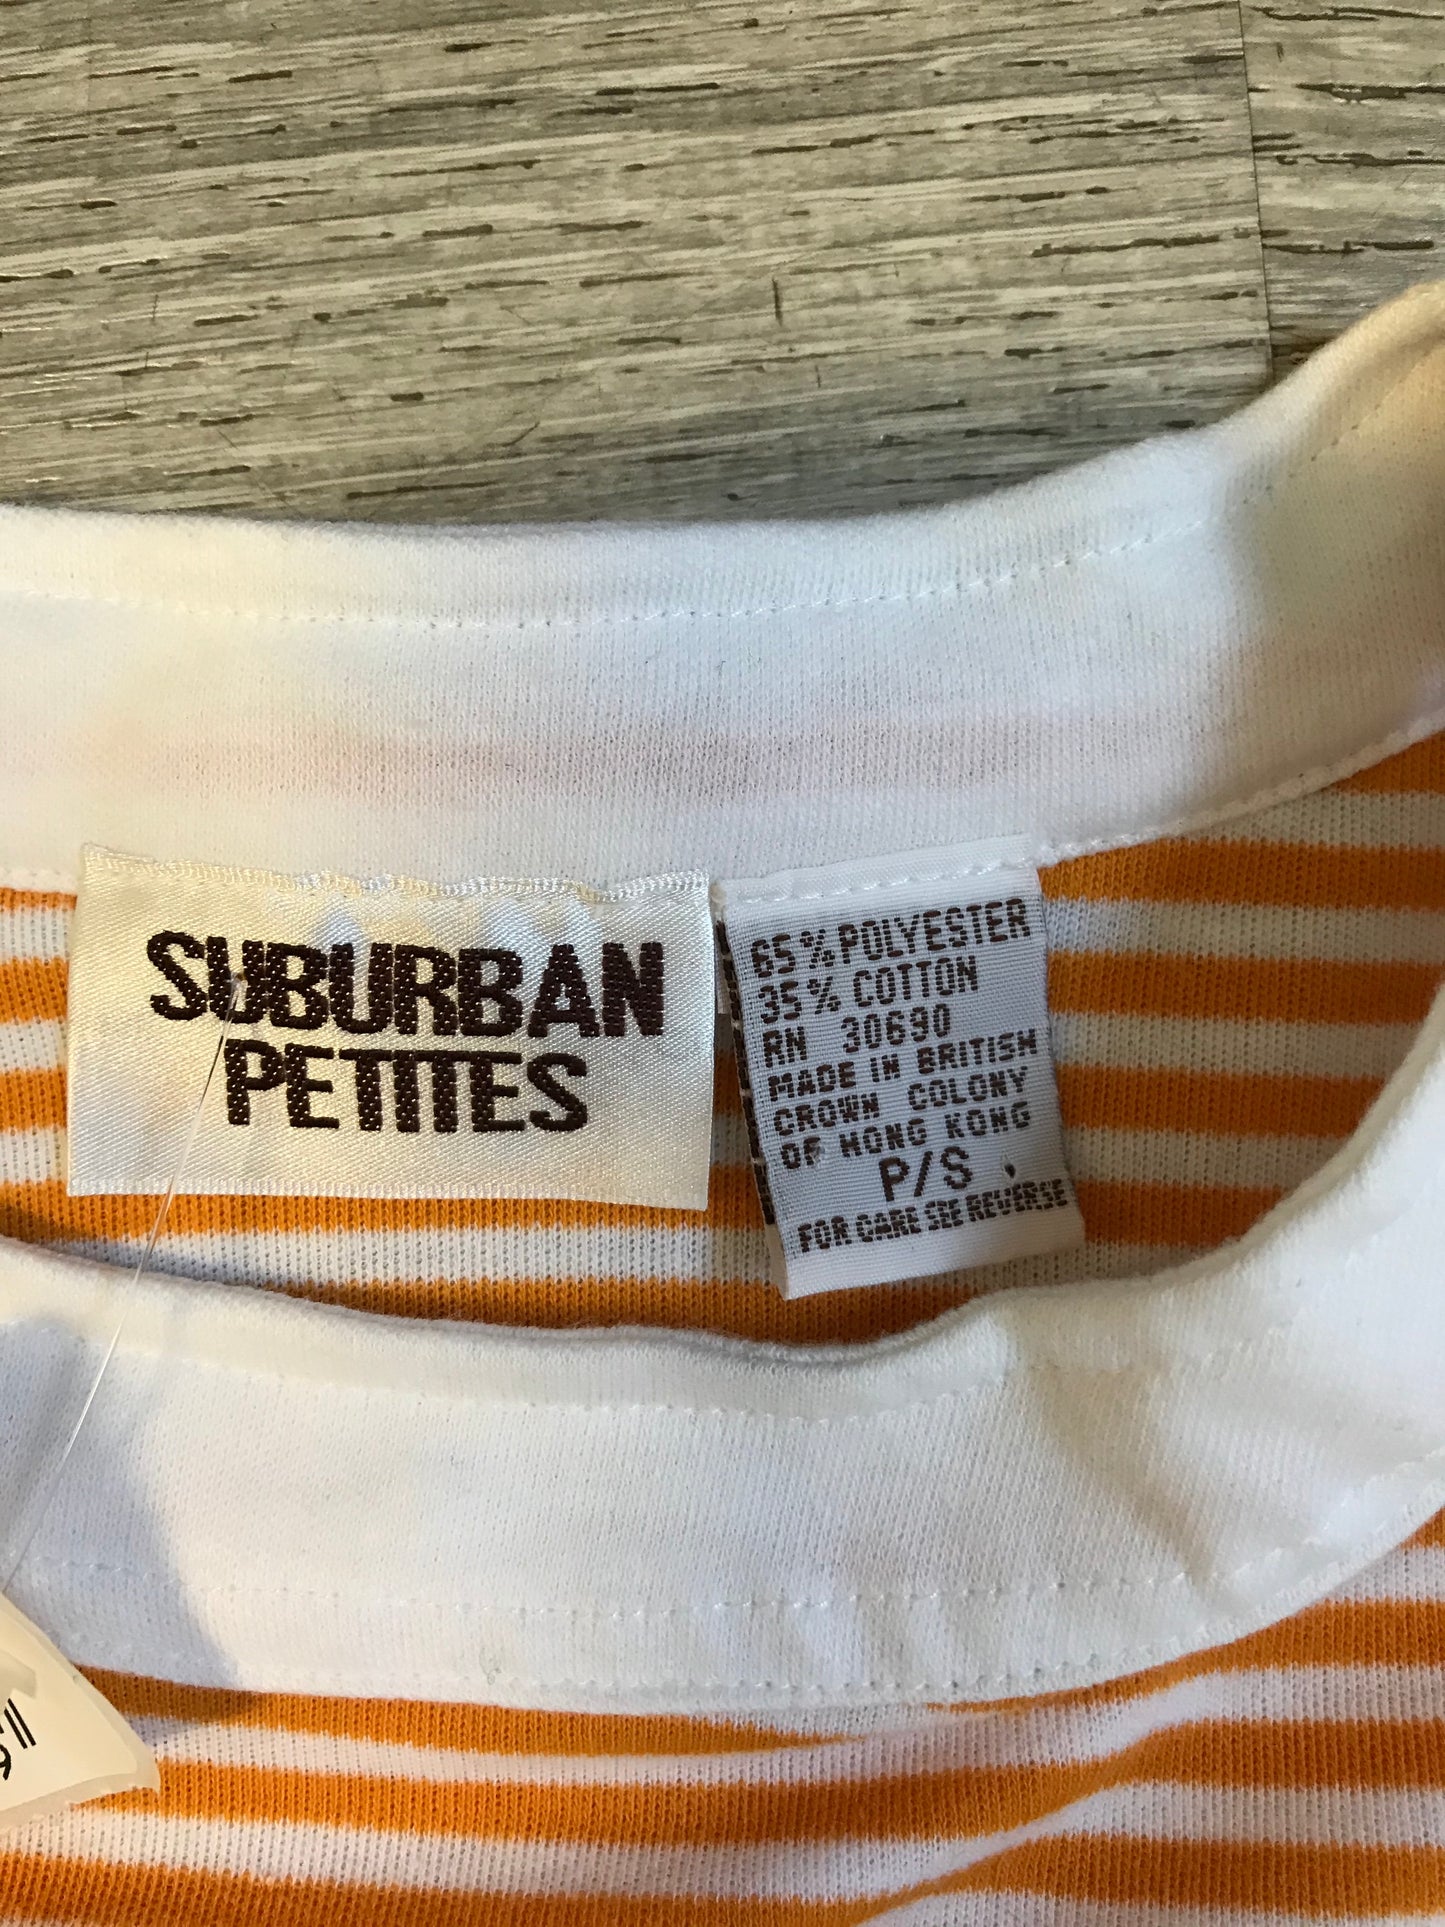 SUBURBAN
PETITES
65% POLYESTER
35% COTTON
RN 30690
MADE IN BRITISH
CROWN COLONY
OF HONG KONG
P/S
FOR CARE SEE REVERSE